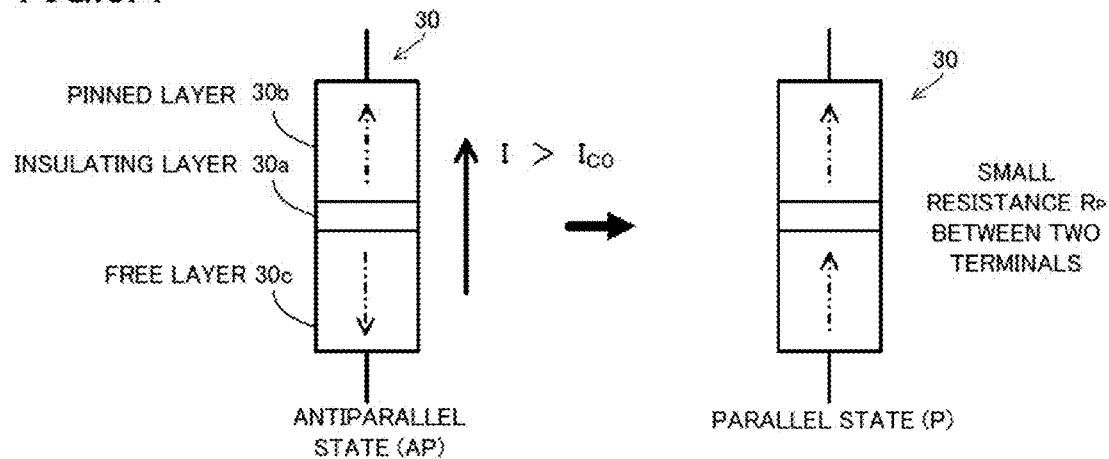 30
PINNED LAYER 30b
INSULATING LAYER 30a
FREE LAYER 30c
I > ICO
ANTIPARALLEL
STATE (AP)
30
SMALL
RESISTANCE RP
BETWEEN TWO
TERMINALS
PARALLEL STATE (P)